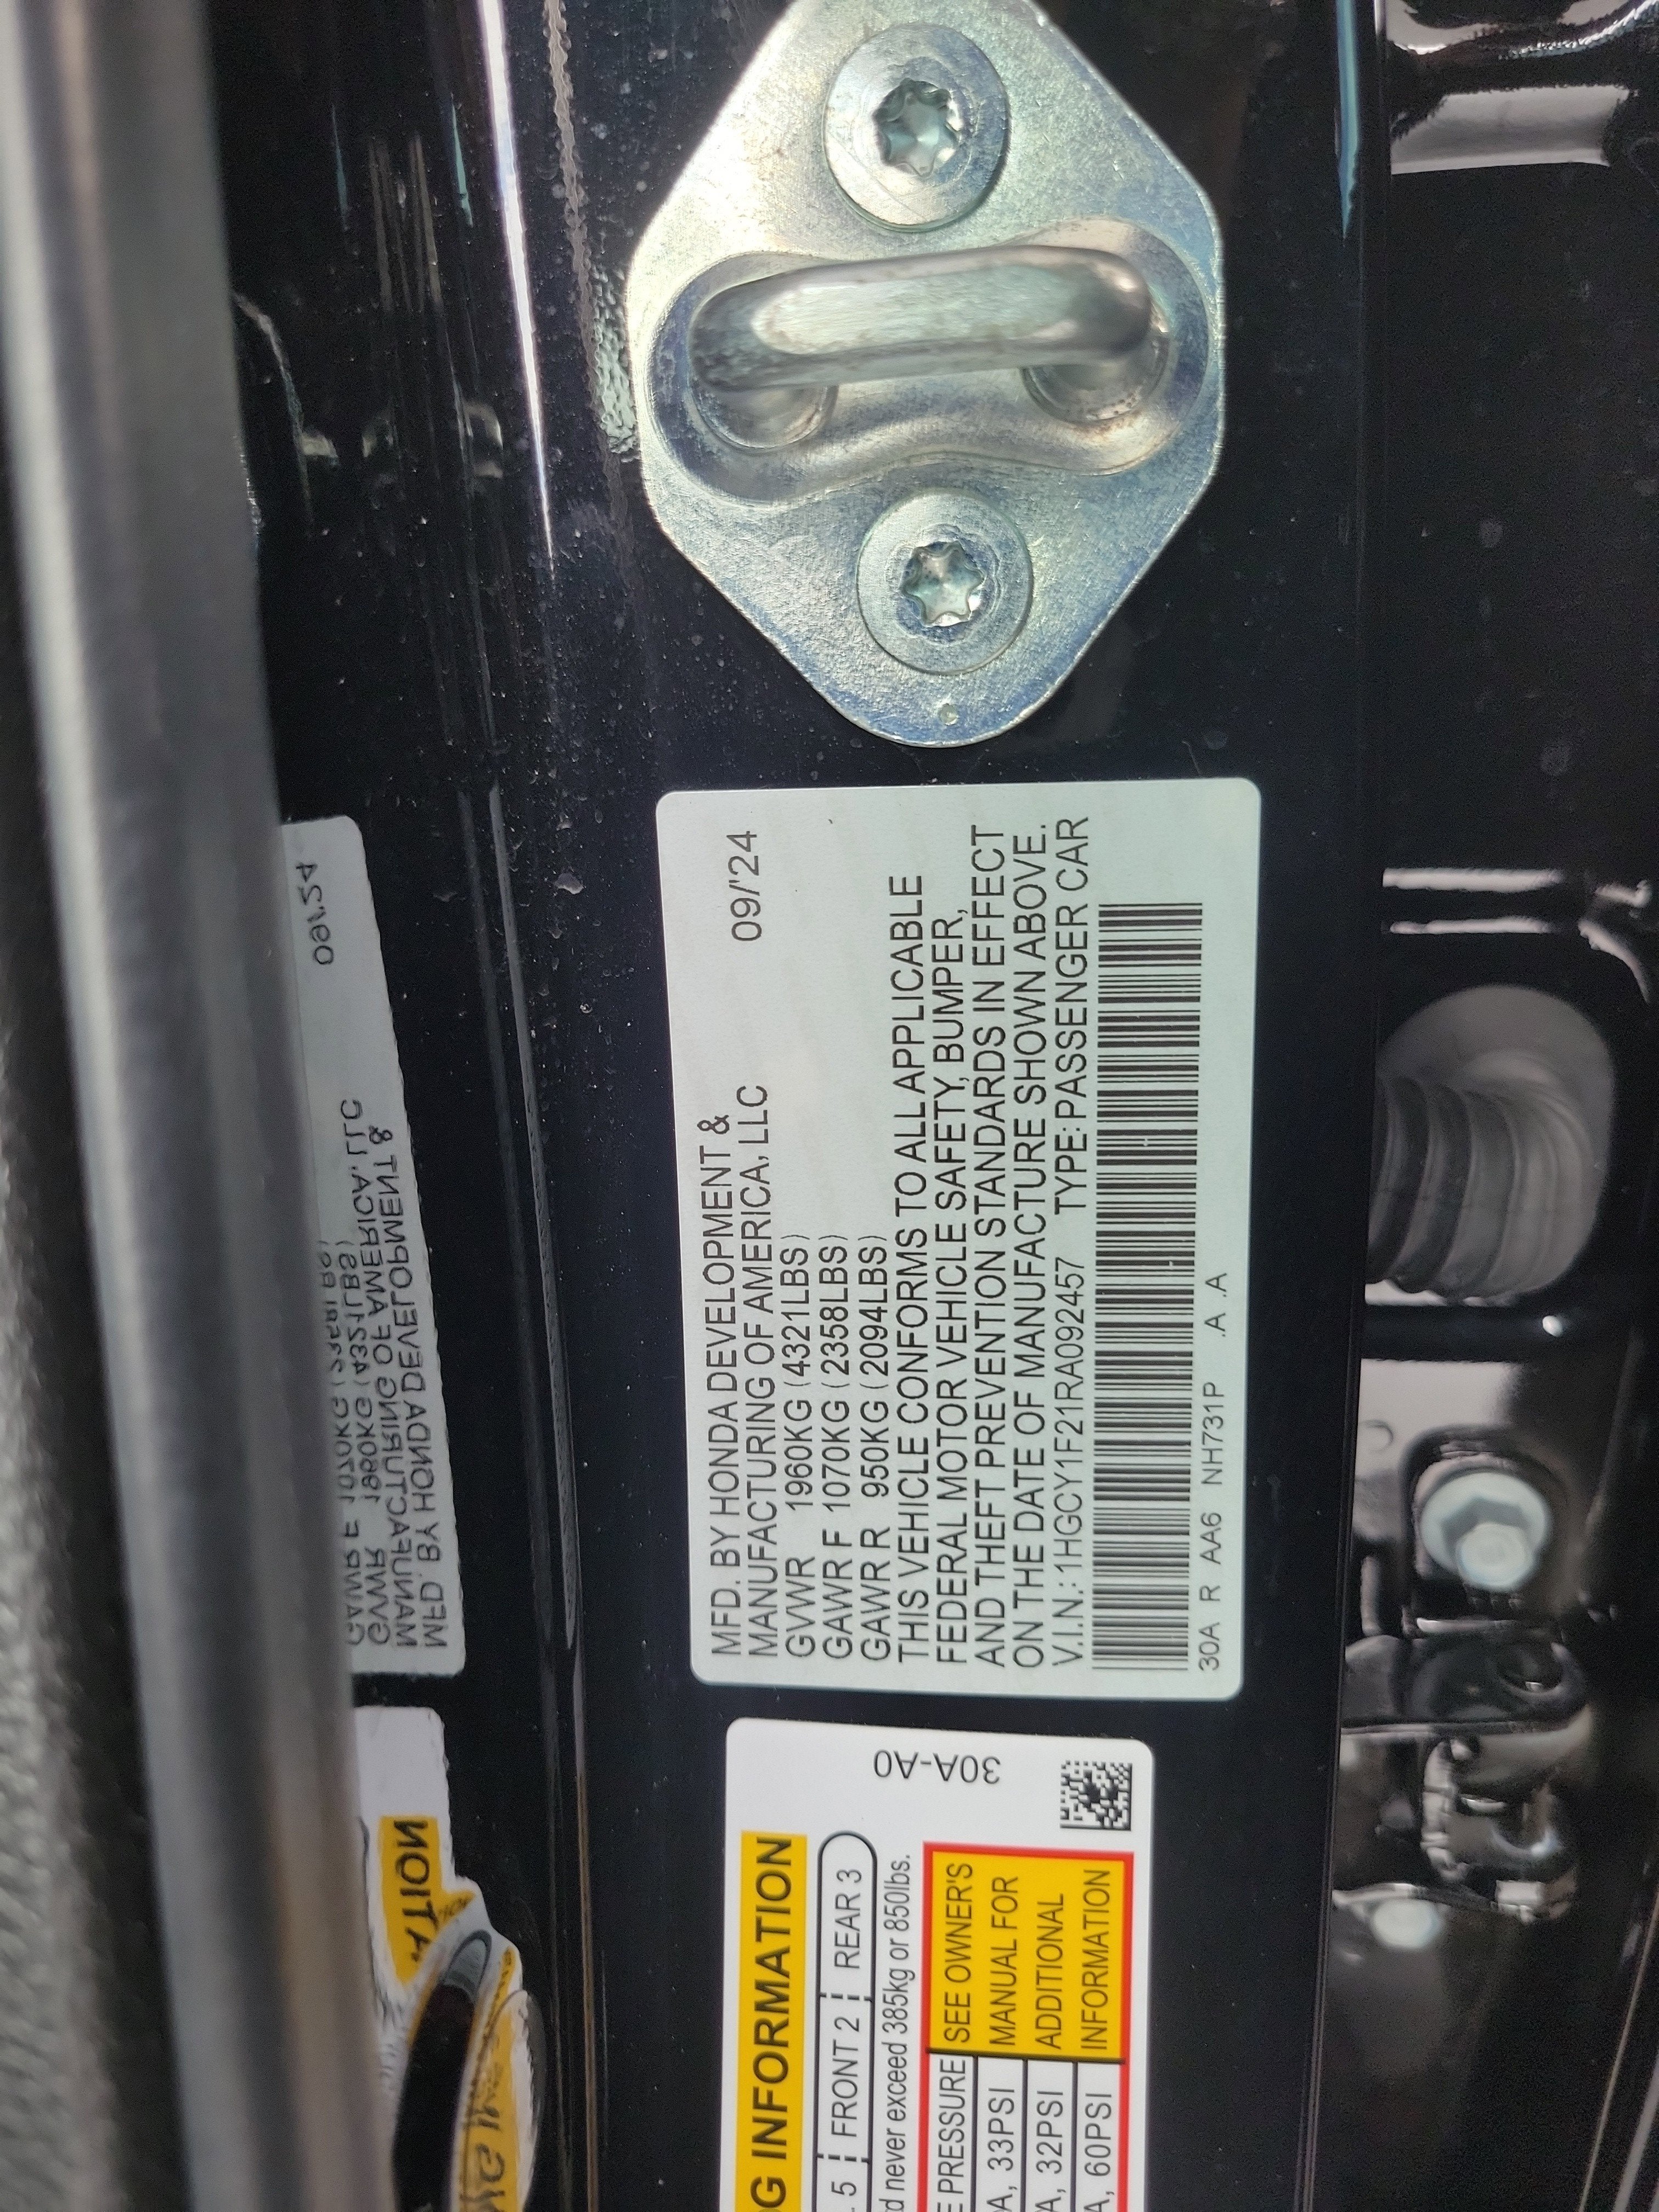 MFD. BY HONDA DEVELOPMENT &
MANUFACTURING OF AMERICA, LLC 09/'24
GVWR 1960KG (4321LBS)
GAWR F 1070KG (2358LBS)
GAWR R 950KG (2094LBS)
THIS VEHICLE CONFORMS TO ALL APPLICABLE
FEDERAL MOTOR VEHICLE SAFETY, BUMPER,
AND THEFT PREVENTION STANDARDS IN EFFECT
ON THE DATE OF MANUFACTURE SHOWN ABOVE.
V.I.N.: 1HGCY1F21RA092457 TYPE: PASSENGER CAR
30A R AA6 NH731P .A .A
G INFORMATION
5 FRONT 2 REAR 3
never exceed 385kg or 850lbs.
PRESSURE
33PSI
32PSI
60PSI
SEE OWNER'S
MANUAL FOR
ADDITIONAL
INFORMATION
30A-A0